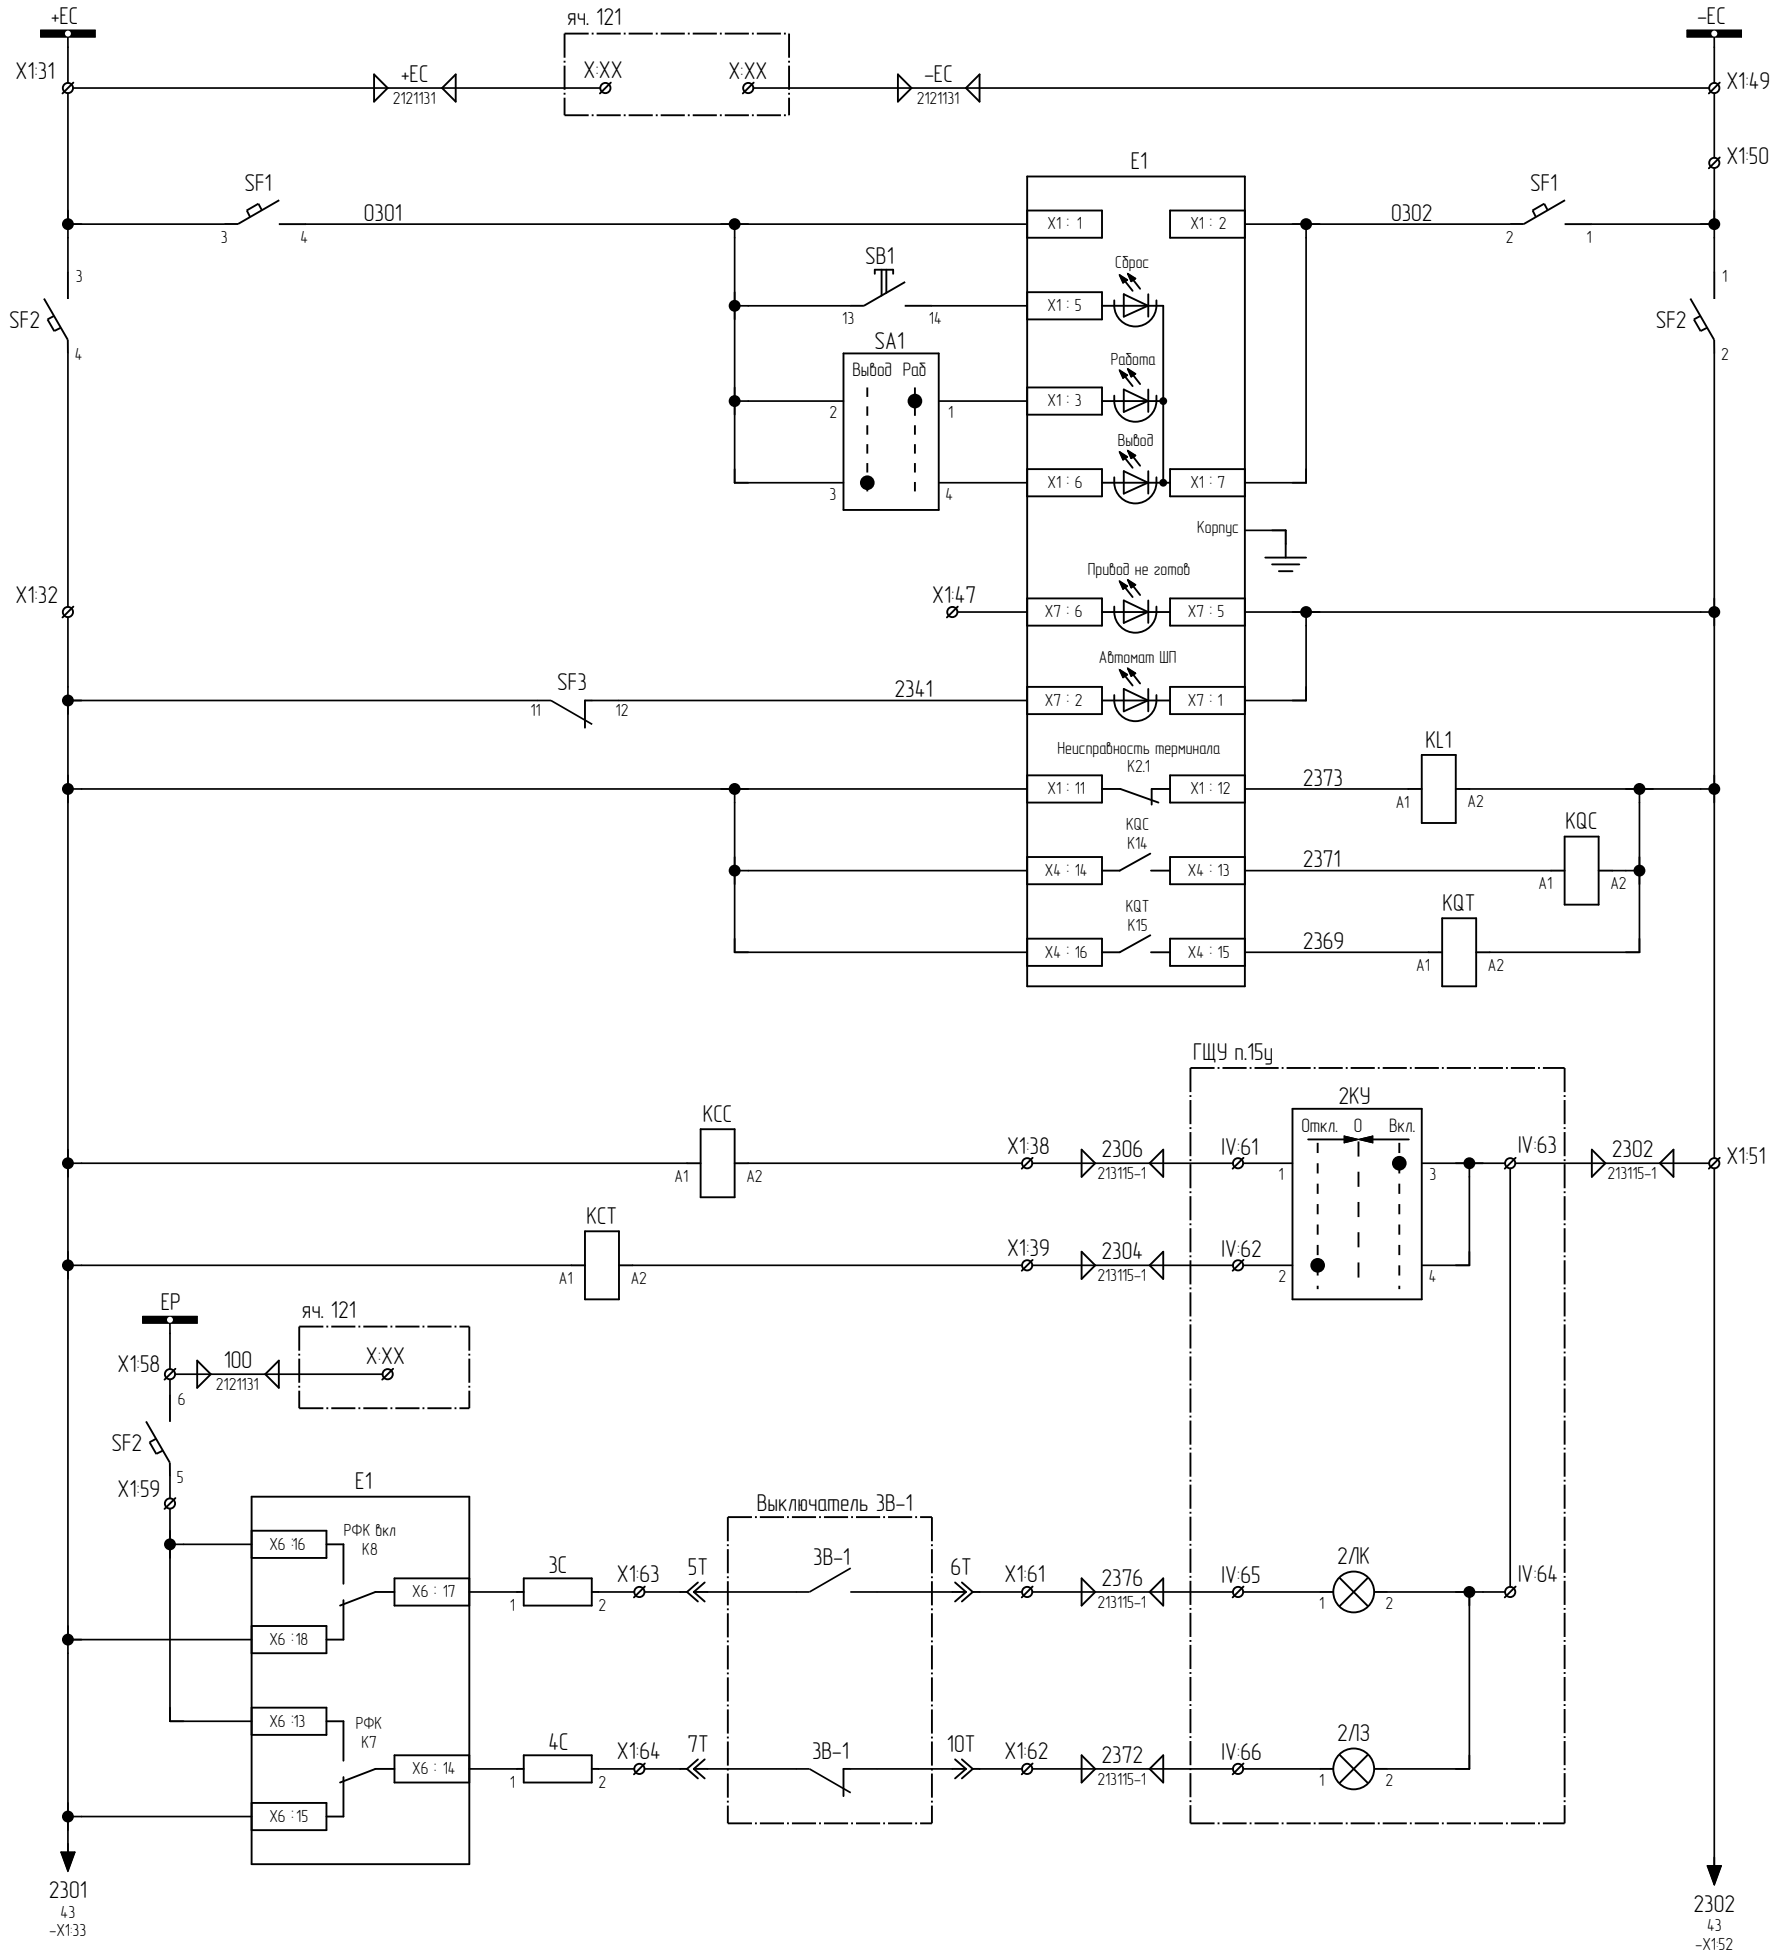 +ЕС
яч. 121
-ЕС
X1:31
+ЕС
2121131
X:XX
X:XX
-ЕС
2121131
X1:49
X1:50
E1
SF1
3
4
0301
X1 : 1
X1 : 2
0302
SF1
2
1
3
SF2
4
SB1
13
14
Сброс
X1 : 5
1
SF2
2
SA1
Вывод
Раб
2
1
3
4
Работа
X1 : 3
Вывод
X1 : 6
X1 : 7
Корпус
X1:32
X1:47
Привод не готов
X7 : 6
X7 : 5
SF3
11
12
2341
Автомат ШП
X7 : 2
X7 : 1
Неисправность терминала
K2.1
X1 : 11
X1 : 12
2373
KL1
A1
A2
KQC
K14
X4 : 14
X4 : 13
2371
KQC
A1
A2
KQT
K15
X4 : 16
X4 : 15
2369
KQT
A1
A2
ГЩУ п.15у
KCC
A1
A2
X1:38
2306
213115-1
IV:61
2КУ
Откл.
0
Вкл.
1
3
2
4
IV:63
2302
213115-1
X1:51
KCT
A1
A2
X1:39
2304
213115-1
IV:62
EP
яч. 121
X1:58
100
2121131
X:XX
6
SF2
5
X1:59
E1
X6 :16
РФК вкл
K8
X6 : 17
X6 :18
3С
1
2
X1:63
5Т
Выключатель 3В-1
3В-1
6Т
X1:61
2376
213115-1
IV:65
2ЛК
1
2
IV:64
X6 :13
РФК
K7
X6 : 14
X6 :15
4С
1
2
X1:64
7Т
3В-1
10Т
X1:62
2372
213115-1
IV:66
2ЛЗ
1
2
2301
43
-X1:33
2302
43
-X1:52